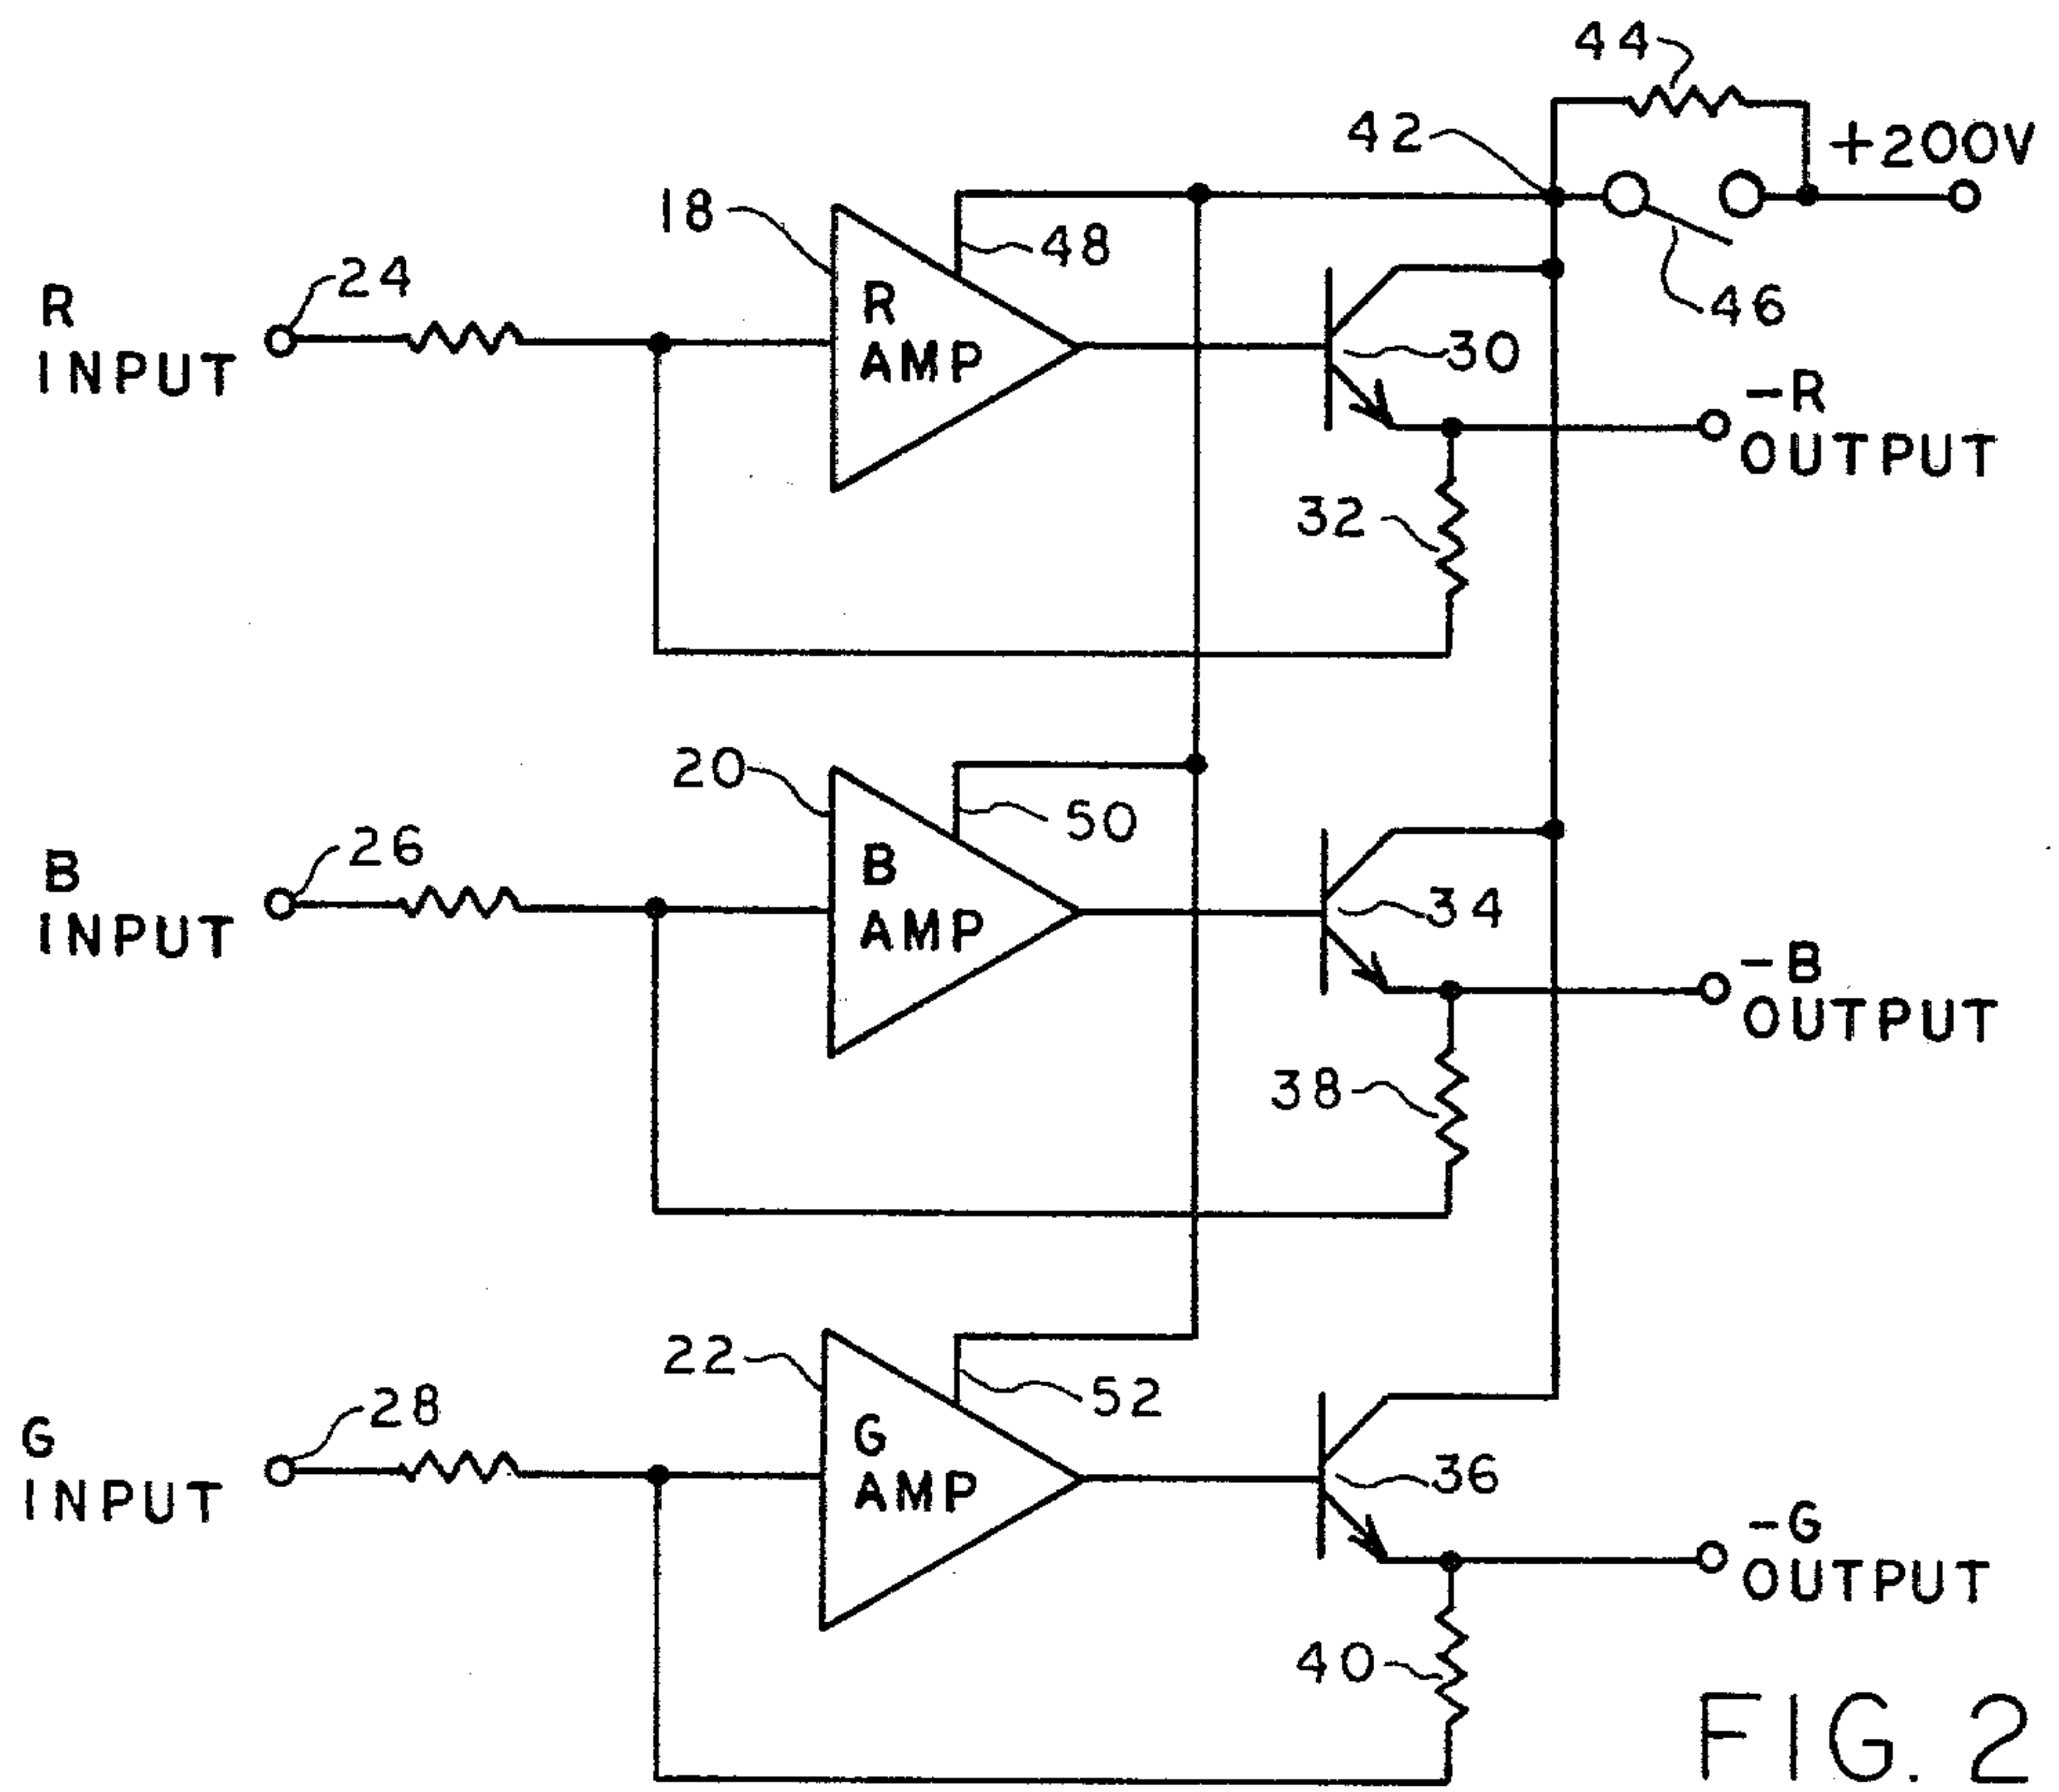 44
42
+200V
18
48
46
R
INPUT
24
R
AMP
30
-R
OUTPUT
32
20
50
B
INPUT
26
B
AMP
34
-B
OUTPUT
38
22
52
G
INPUT
28
G
AMP
36
-G
OUTPUT
40
FIG. 2